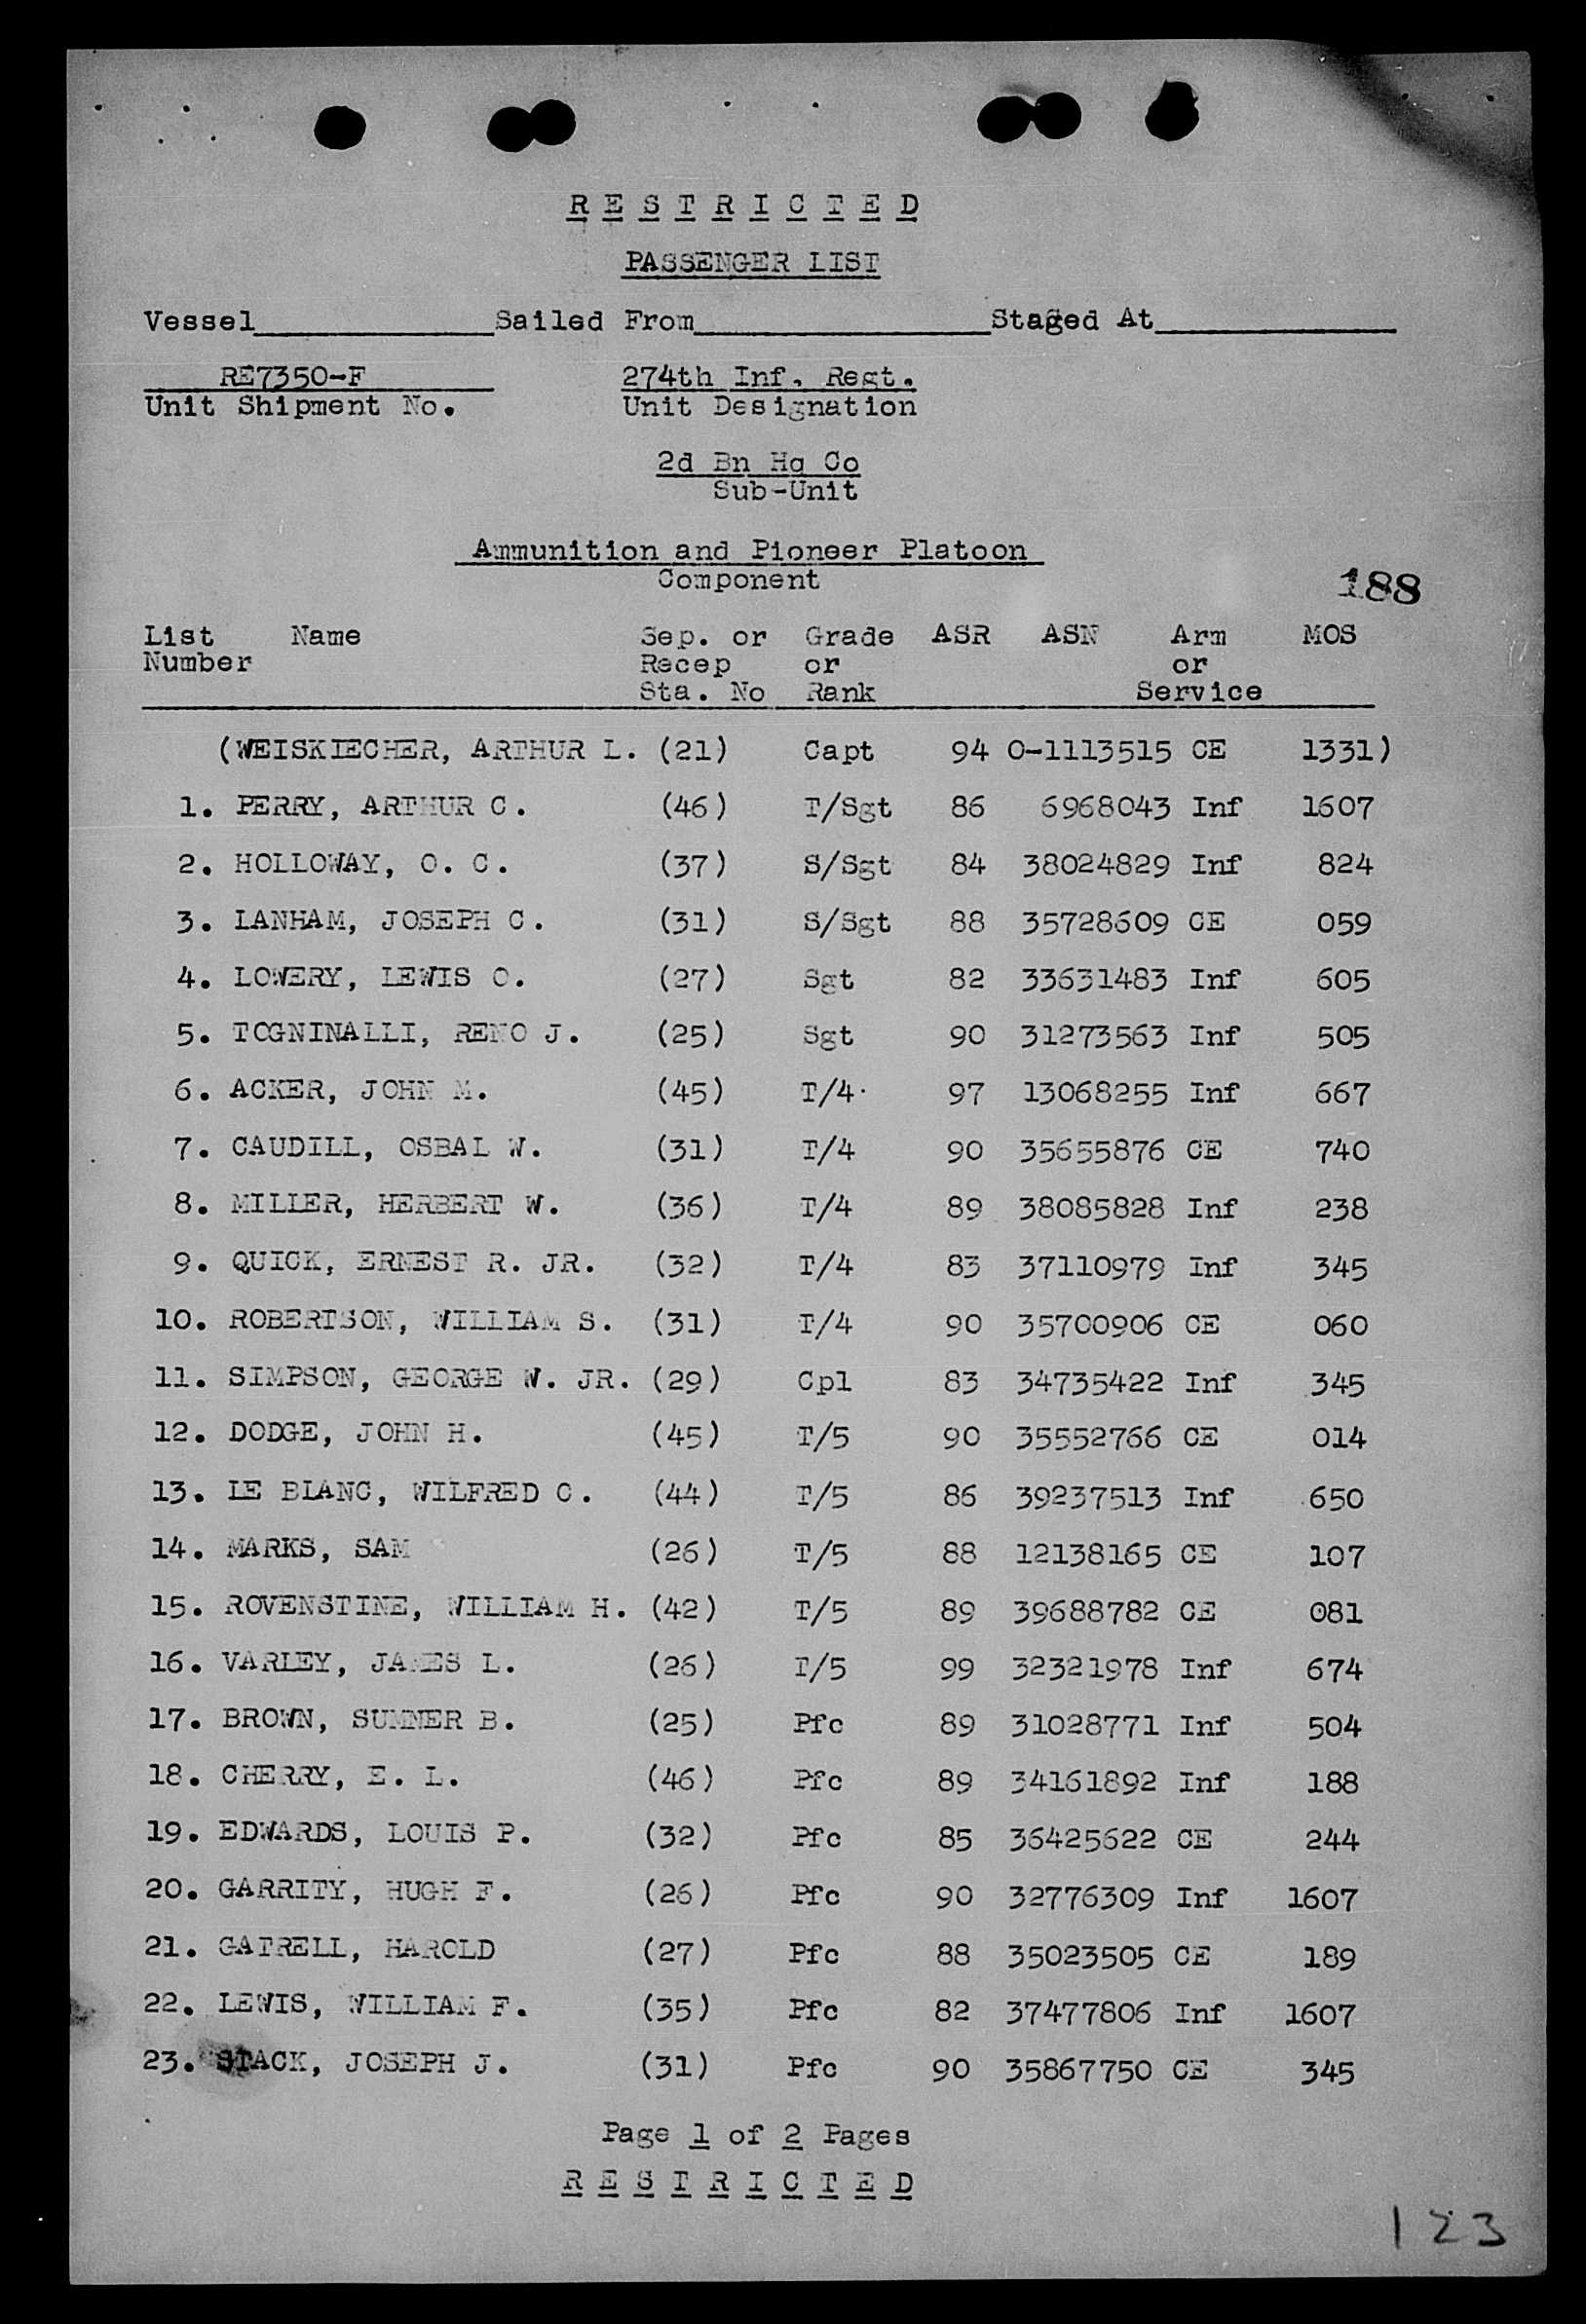 R E S T R I C T E D
PASSENGER LIST
Vessel____________Sailed From________________Staged At____________
RE7350-F 274th Inf. Regt.
Unit Shipment No. Unit Designation
2d Bn Hq Co
Sub-Unit
Ammunition and Pioneer Platoon
Component
188
List Name Sep. or Grade ASR ASN Arm MOS
Number Recep or or
Sta. No Rank Service
(WEISKIECHER, ARTHUR L. (21) Capt 94 O-1113515 CE 1331)
1. PERRY, ARTHUR C. (46) T/Sgt 86 6968043 Inf 1607
2. HOLLOWAY, O. C. (37) S/Sgt 84 38024829 Inf 824
3. LANHAM, JOSEPH C. (31) S/Sgt 88 35728609 CE 059
4. LOWERY, LEWIS O. (27) Sgt 82 33631483 Inf 605
5. TOGNINALLI, RENO J. (25) Sgt 90 31273563 Inf 505
6. ACKER, JOHN M. (45) T/4 97 13068255 Inf 667
7. CAUDILL, OSBAL W. (31) T/4 90 35655876 CE 740
8. MILLER, HERBERT W. (36) T/4 89 38085828 Inf 238
9. QUICK, ERNEST R. JR. (32) T/4 83 37110979 Inf 345
10. ROBERTSON, WILLIAM S. (31) T/4 90 35700906 CE 060
11. SIMPSON, GEORGE W. JR. (29) Cpl 83 34735422 Inf 345
12. DODGE, JOHN H. (45) T/5 90 35552766 CE 014
13. LE BLANC, WILFRED C. (44) T/5 86 39237513 Inf 650
14. MARKS, SAM (26) T/5 88 12138165 CE 107
15. ROVENSTINE, WILLIAM H. (42) T/5 89 39688782 CE 081
16. VARLEY, JAMES L. (26) T/5 99 32321978 Inf 674
17. BROWN, SUMNER B. (25) Pfc 89 31028771 Inf 504
18. CHERRY, E. L. (46) Pfc 89 34161892 Inf 188
19. EDWARDS, LOUIS P. (32) Pfc 85 36425622 CE 244
20. GARRITY, HUGH F. (26) Pfc 90 32776309 Inf 1607
21. GATRELL, HAROLD (27) Pfc 88 35023505 CE 189
22. LEWIS, WILLIAM F. (35) Pfc 82 37477806 Inf 1607
23. STACK, JOSEPH J. (31) Pfc 90 35867750 CE 345
Page 1 of 2 Pages
R E S T R I C T E D
123